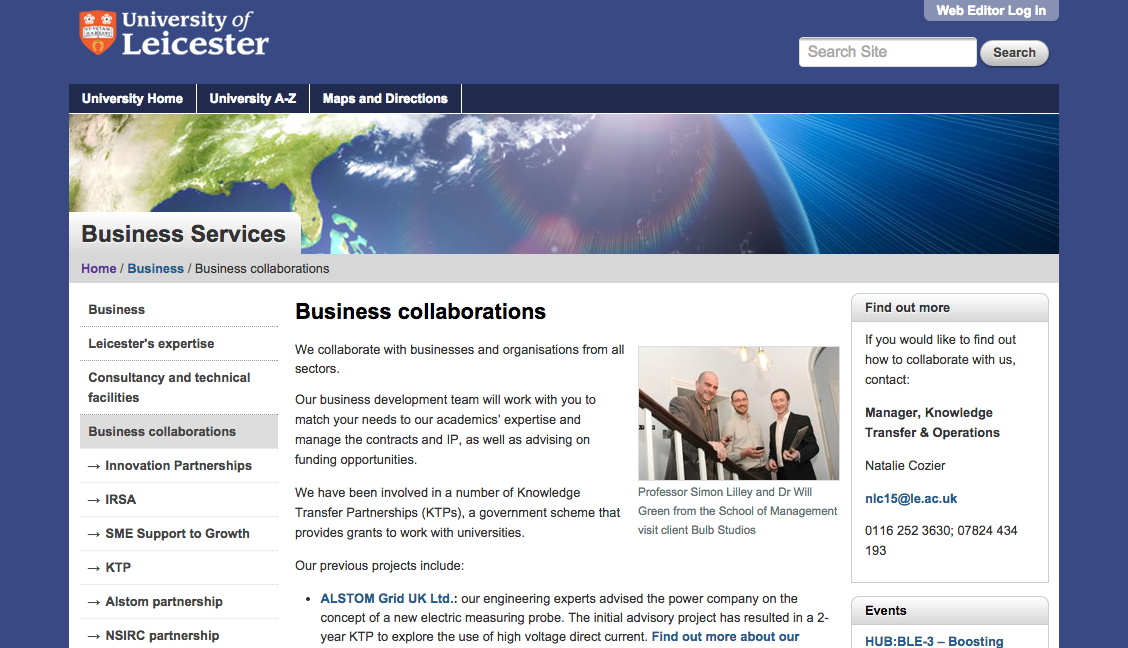 University of
Leicester
Web Editor Log in
Search Site
Search
University Home
University A-Z
Maps and Directions
Business Services
Home / Business / Business collaborations
Business
Leicester's expertise
Consultancy and technical
facilities
Business collaborations
→ Innovation Partnerships
→ IRSA
→ SME Support to Growth
→ KTP
→ Alstom partnership
→ NSIRC partnership
Business collaborations
We collaborate with businesses and organisations from all
sectors.
Our business development team will work with you to
match your needs to our academics' expertise and
manage the contracts and IP, as well as advising on
funding opportunities.
We have been involved in a number of Knowledge
Transfer Partnerships (KTPs), a government scheme that
provides grants to work with universities.
Our previous projects include:
• ALSTOM Grid UK Ltd.: our engineering experts advised the power company on the
concept of a new electric measuring probe. The initial advisory project has resulted in a 2-
year KTP to explore the use of high voltage direct current. Find out more about our
Professor Simon Lilley and Dr Will
Green from the School of Management
visit client Bulb Studios
Find out more
If you would like to find out
how to collaborate with us,
contact:
Manager, Knowledge
Transfer & Operations
Natalie Cozier
nlc15@le.ac.uk
0116 252 3630; 07824 434
193
Events
HUB:BLE-3 – Boosting